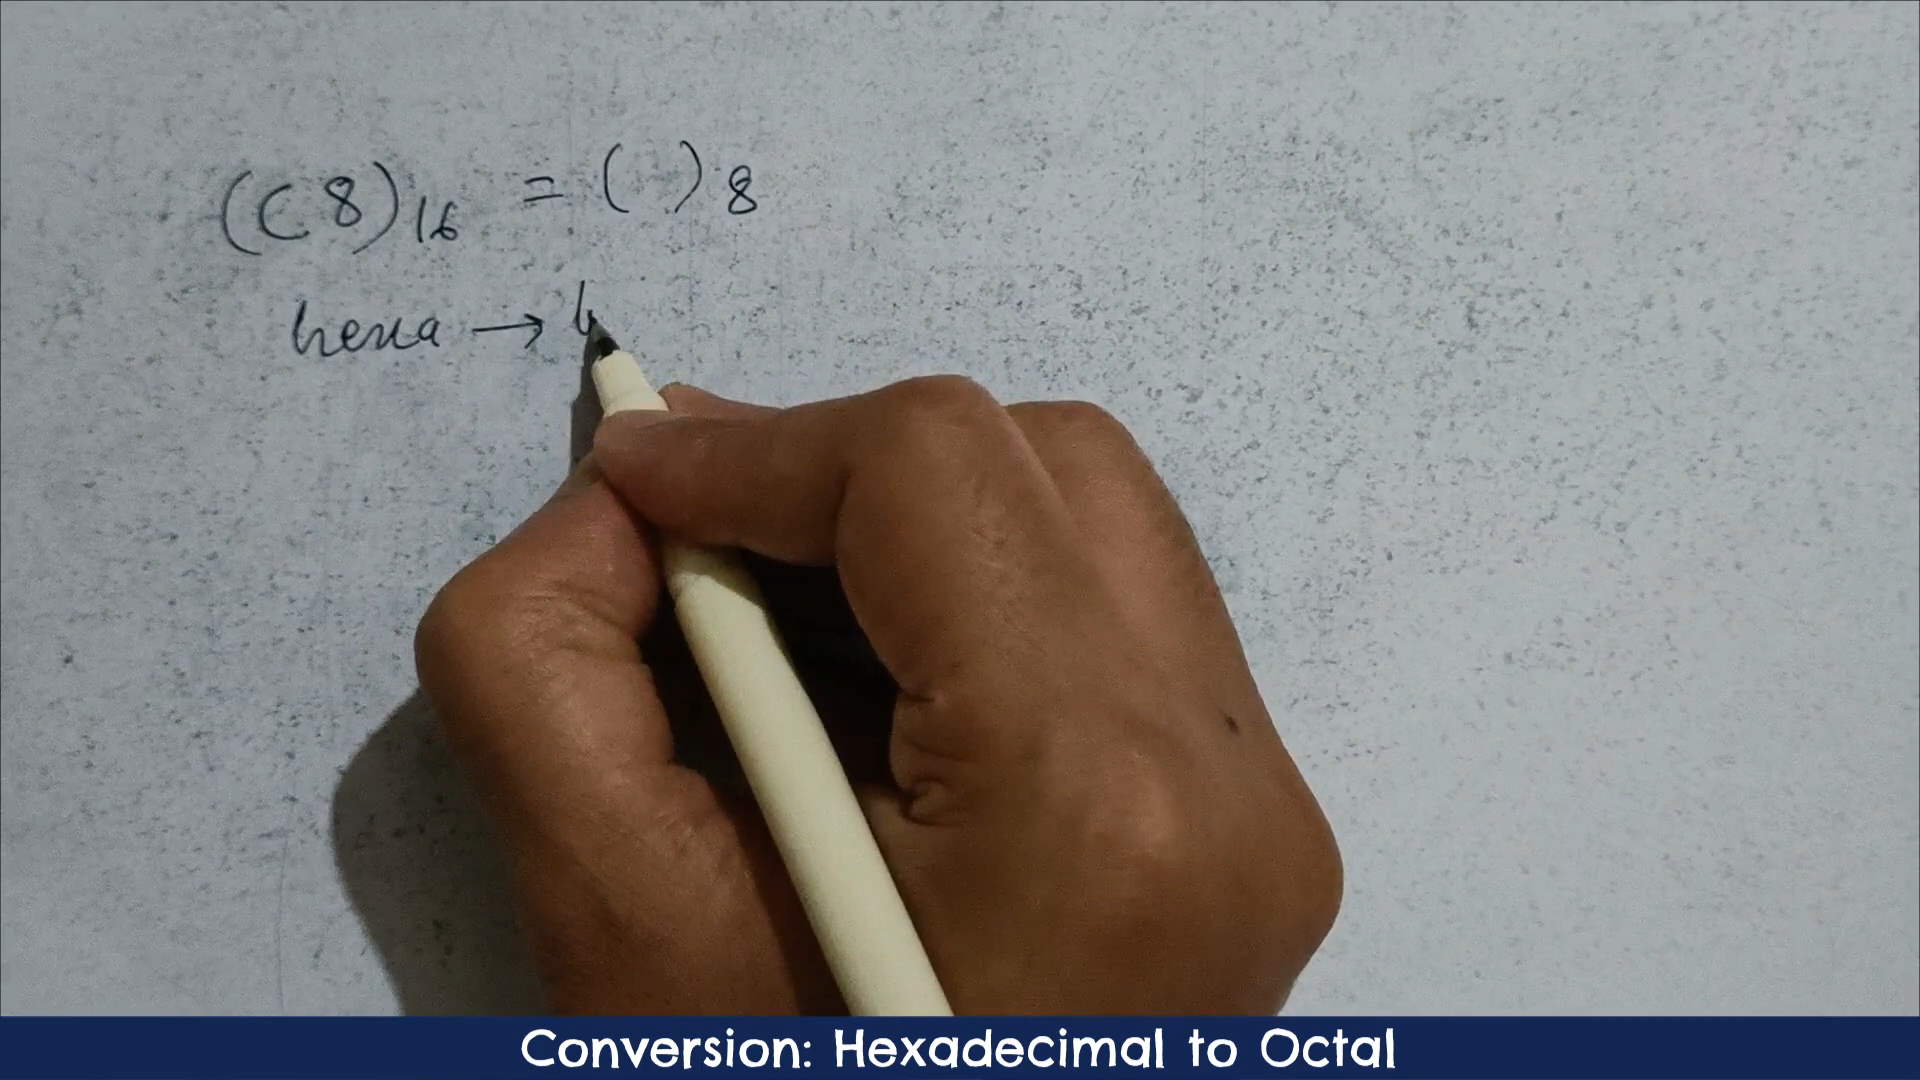 (C8)16 = ( )8
hexa → b
Conversion: Hexadecimal to Octal